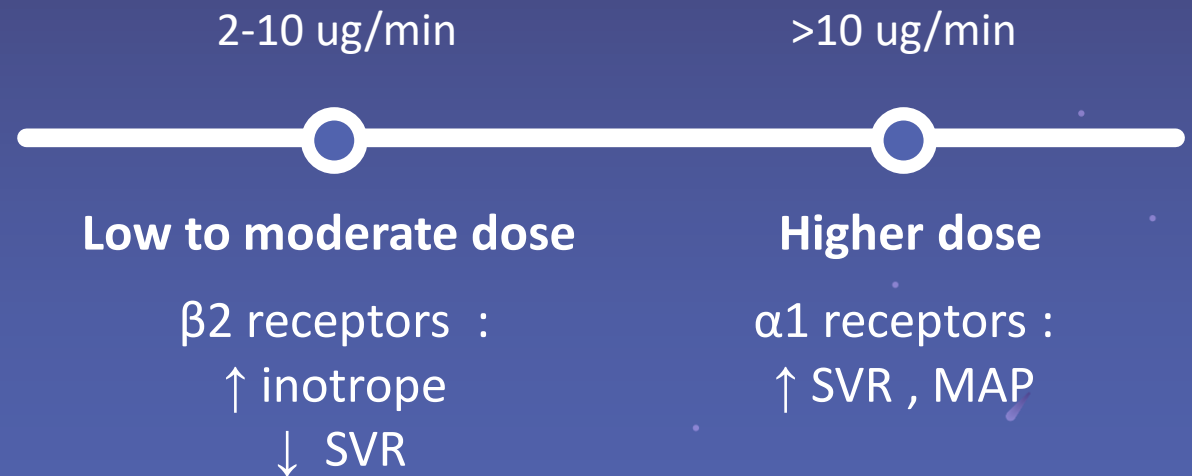 2-10 ug/min
>10 ug/min
Low to moderate dose
β2 receptors :
↑ inotrope
↓ SVR
Higher dose
α1 receptors :
↑ SVR , MAP